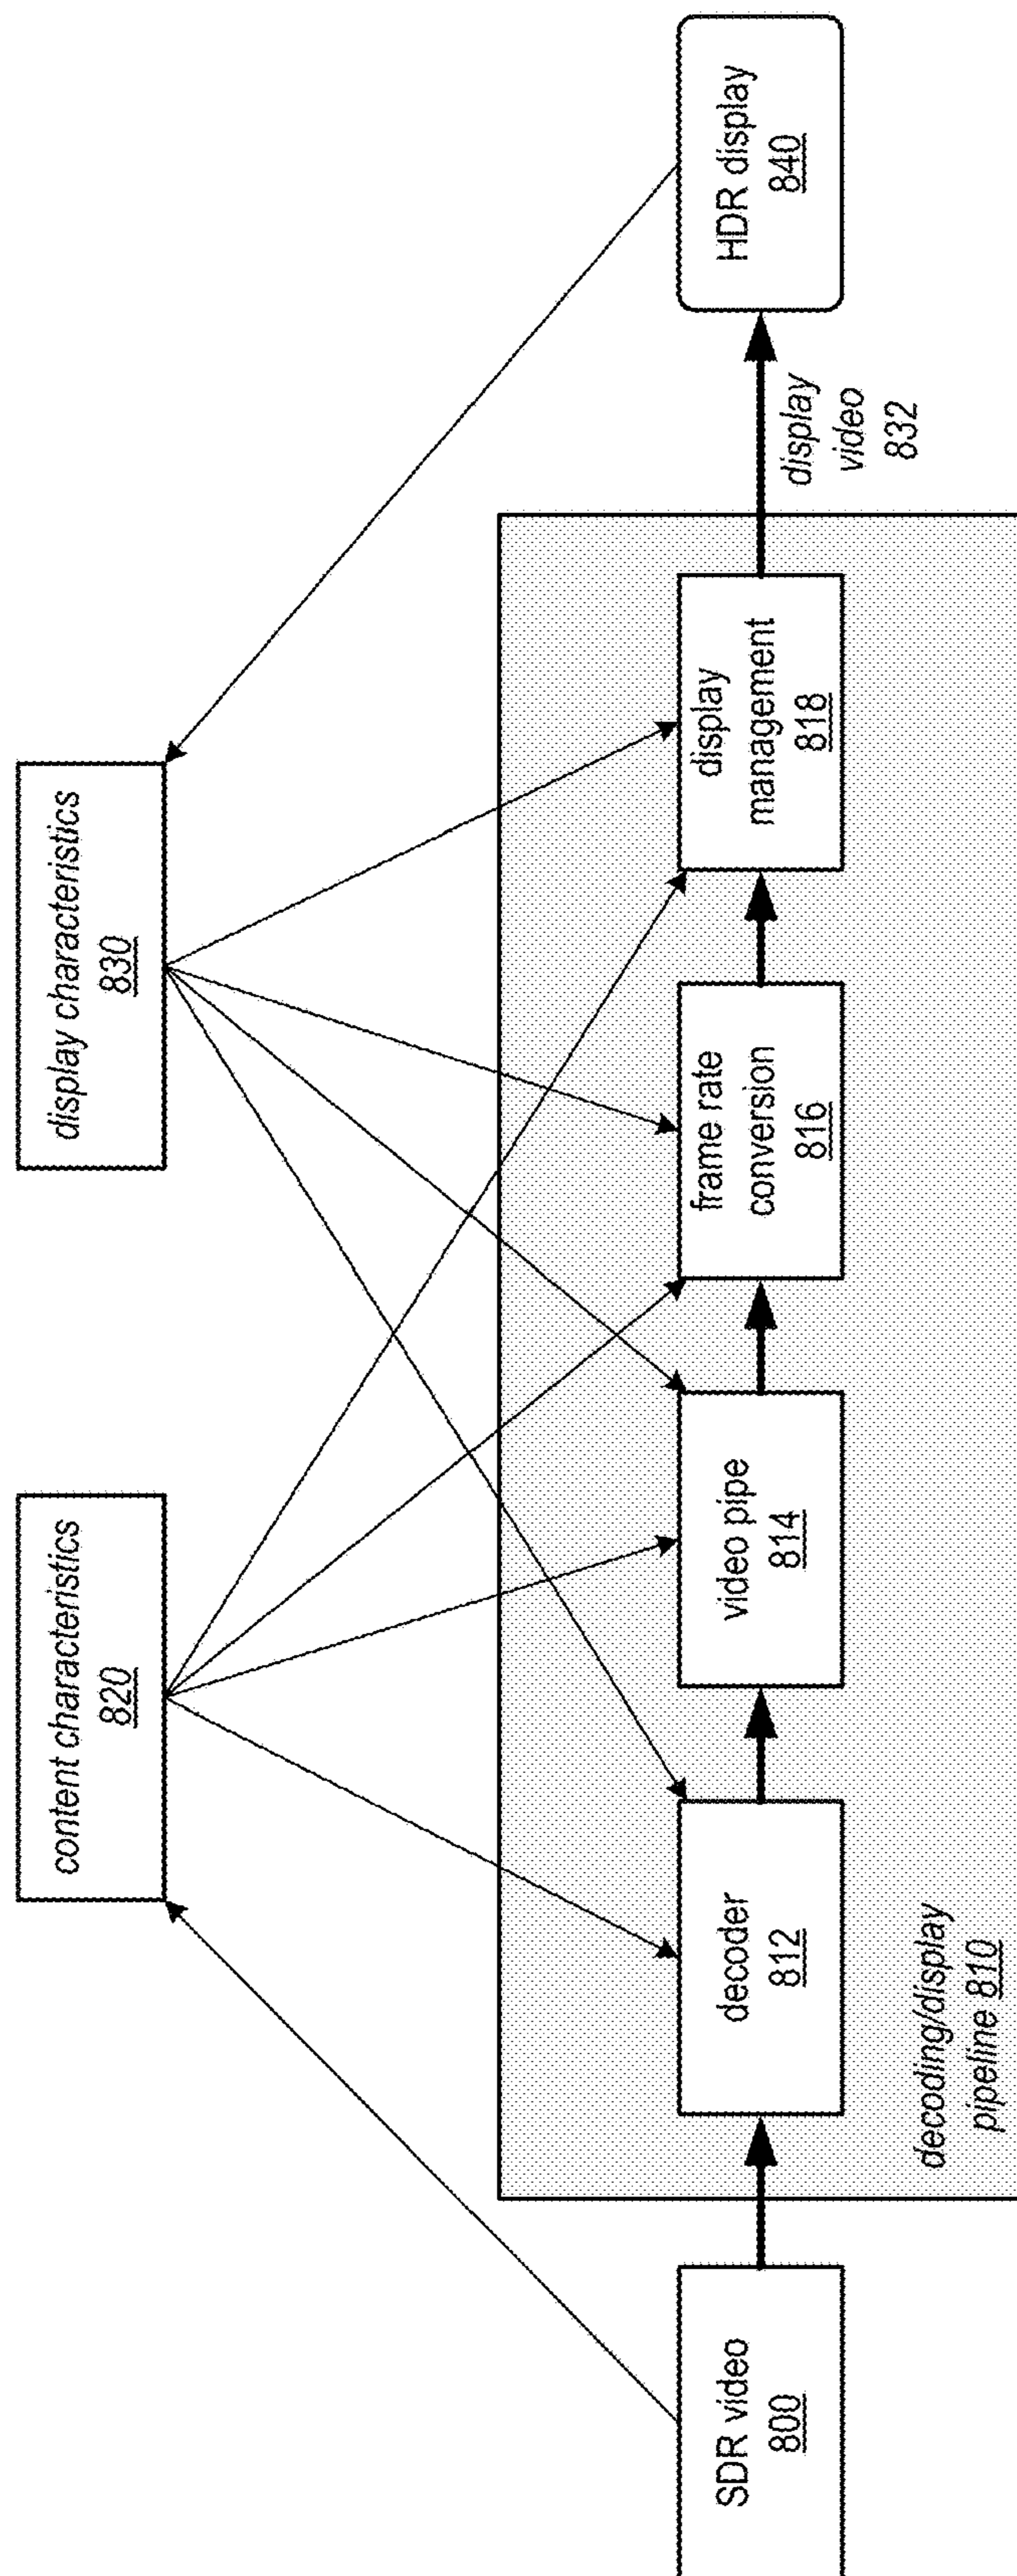 content characteristics
820
display characteristics
830
SDR video
800
decoder
812
video pipe
814
frame rate
conversion
816
display
management
818
display
video
832
HDR display
840
decoding/display
pipeline 810